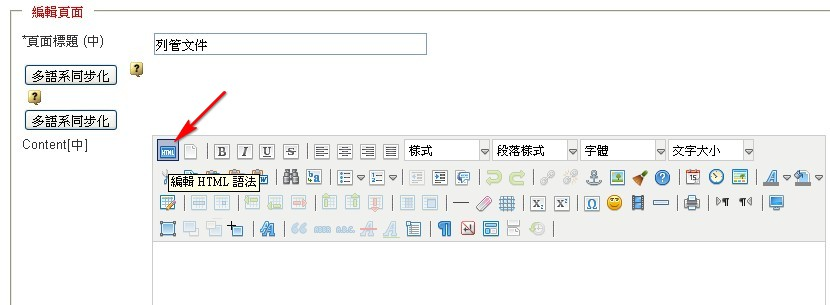 編輯頁面
*頁面標題 (中)
列管文件
多語系同步化
多語系同步化
Content[中]
HTML B I U S 樣式 段落樣式 字體 文字大小
編輯 HTML 語法